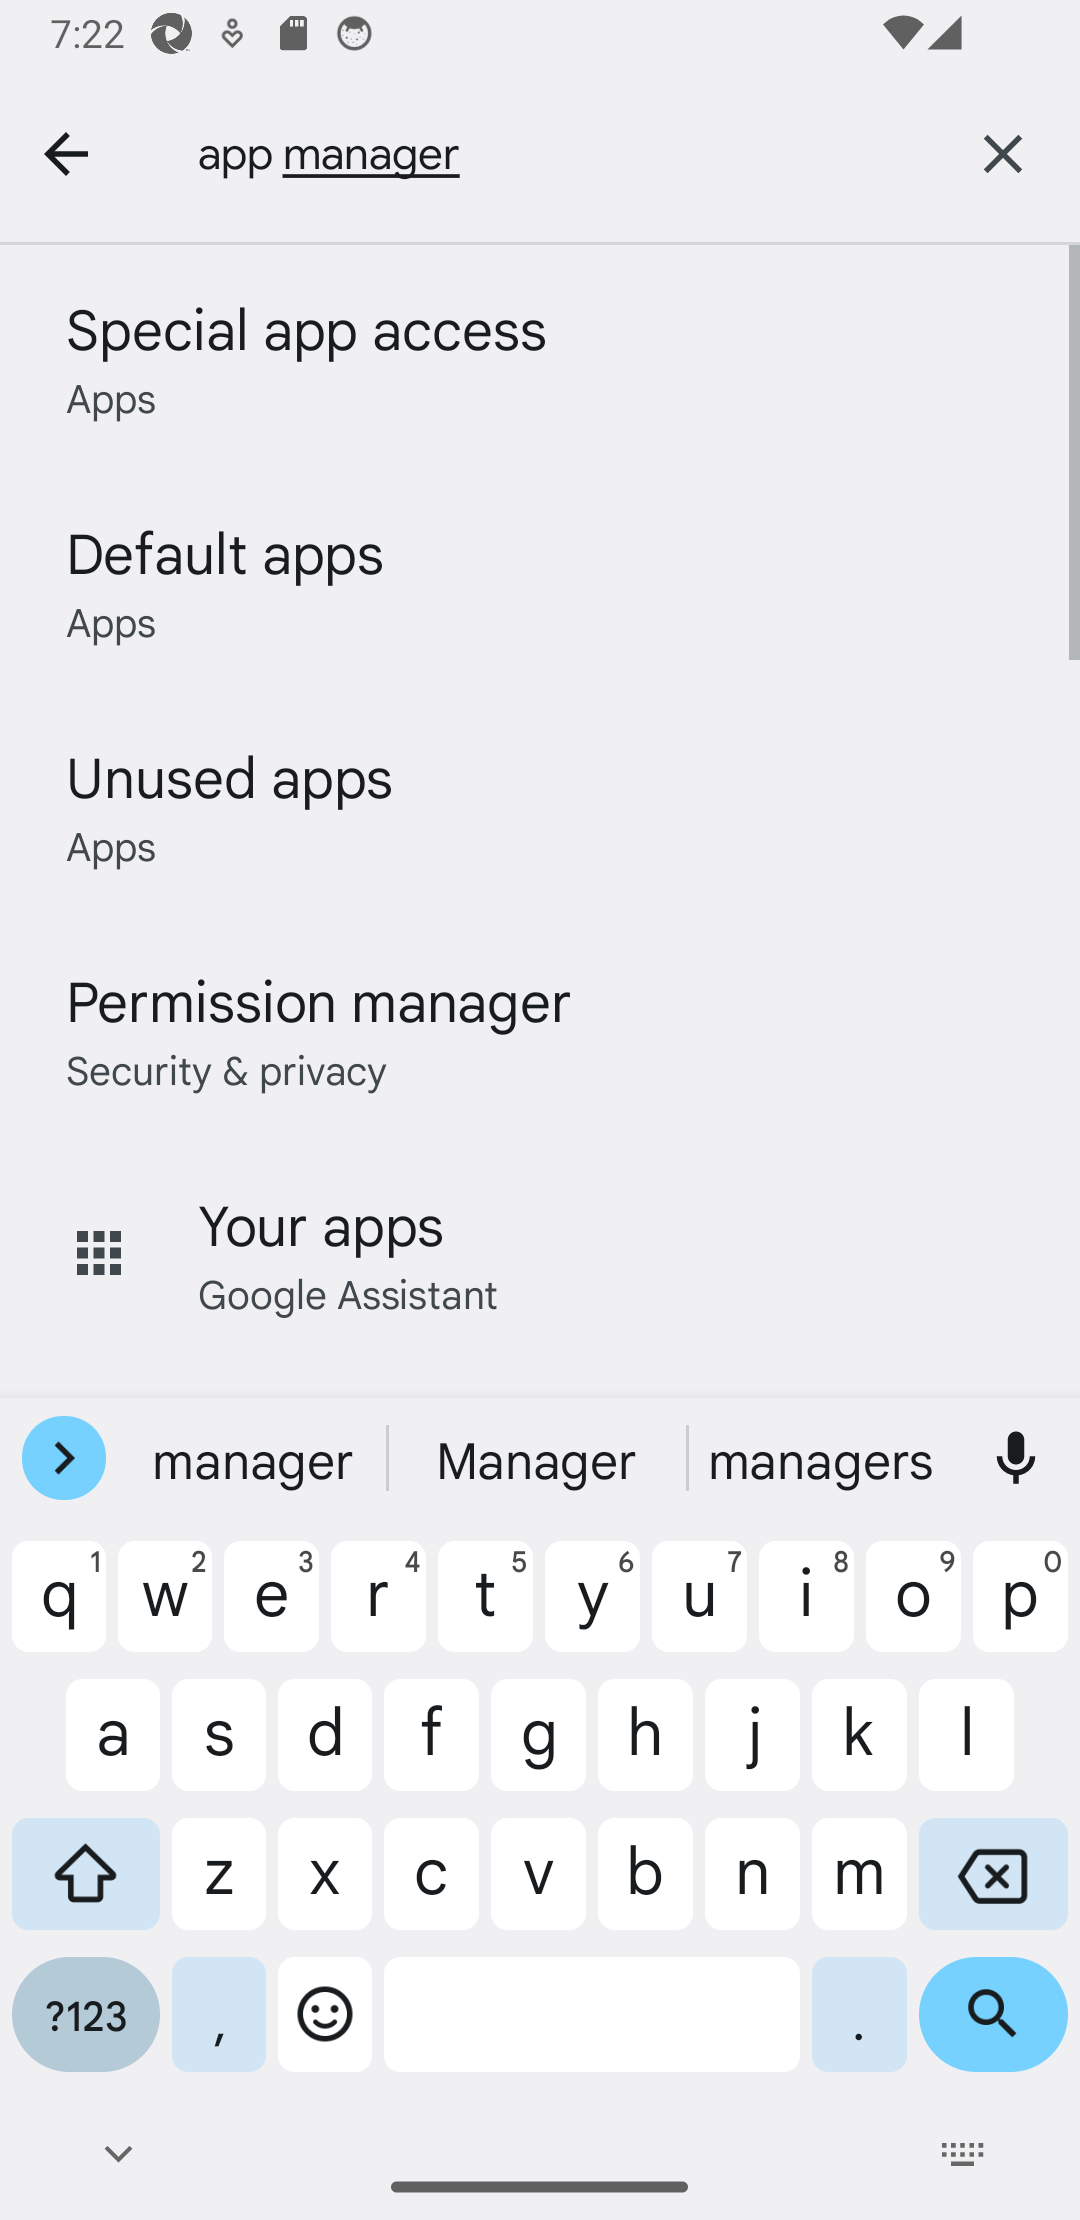 7:22
app manager
Special app access
Apps
Default apps
Apps
Unused apps
Apps
Permission manager
Security & privacy
Your apps
Google Assistant
manager Manager managers
q 1 w 2 e 3 r 4 t 5 y 6 u 7 i 8 o 9 p 0
a s d f g h j k l
z x c v b n m
?123 , .